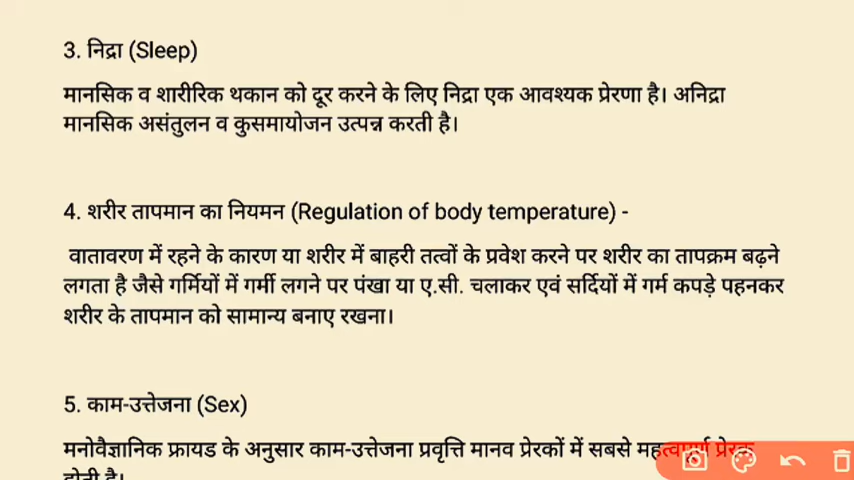 3. निद्रा (Sleep)
मानसिक व शारीरिक थकान को दूर करने के लिए निद्रा एक आवश्यक प्रेरणा है। अनिद्रा
मानसिक असंतुलन व कुसमायोजन उत्पन्न करती है।
4. शरीर तापमान का नियमन (Regulation of body temperature) -
वातावरण में रहने के कारण या शरीर में बाहरी तत्वों के प्रवेश करने पर शरीर का तापक्रम बढ़ने
लगता है जैसे गर्मियों में गर्मी लगने पर पंखा या ए.सी. चलाकर एवं सर्दियों में गर्म कपड़े पहनकर
शरीर के तापमान को सामान्य बनाए रखना।
5. काम-उत्तेजना (Sex)
मनोवैज्ञानिक फ्रायड के अनुसार काम-उत्तेजना प्रवृत्ति मानव प्रेरकों में सबसे महत्वपूर्ण प्रेरक
होती है।